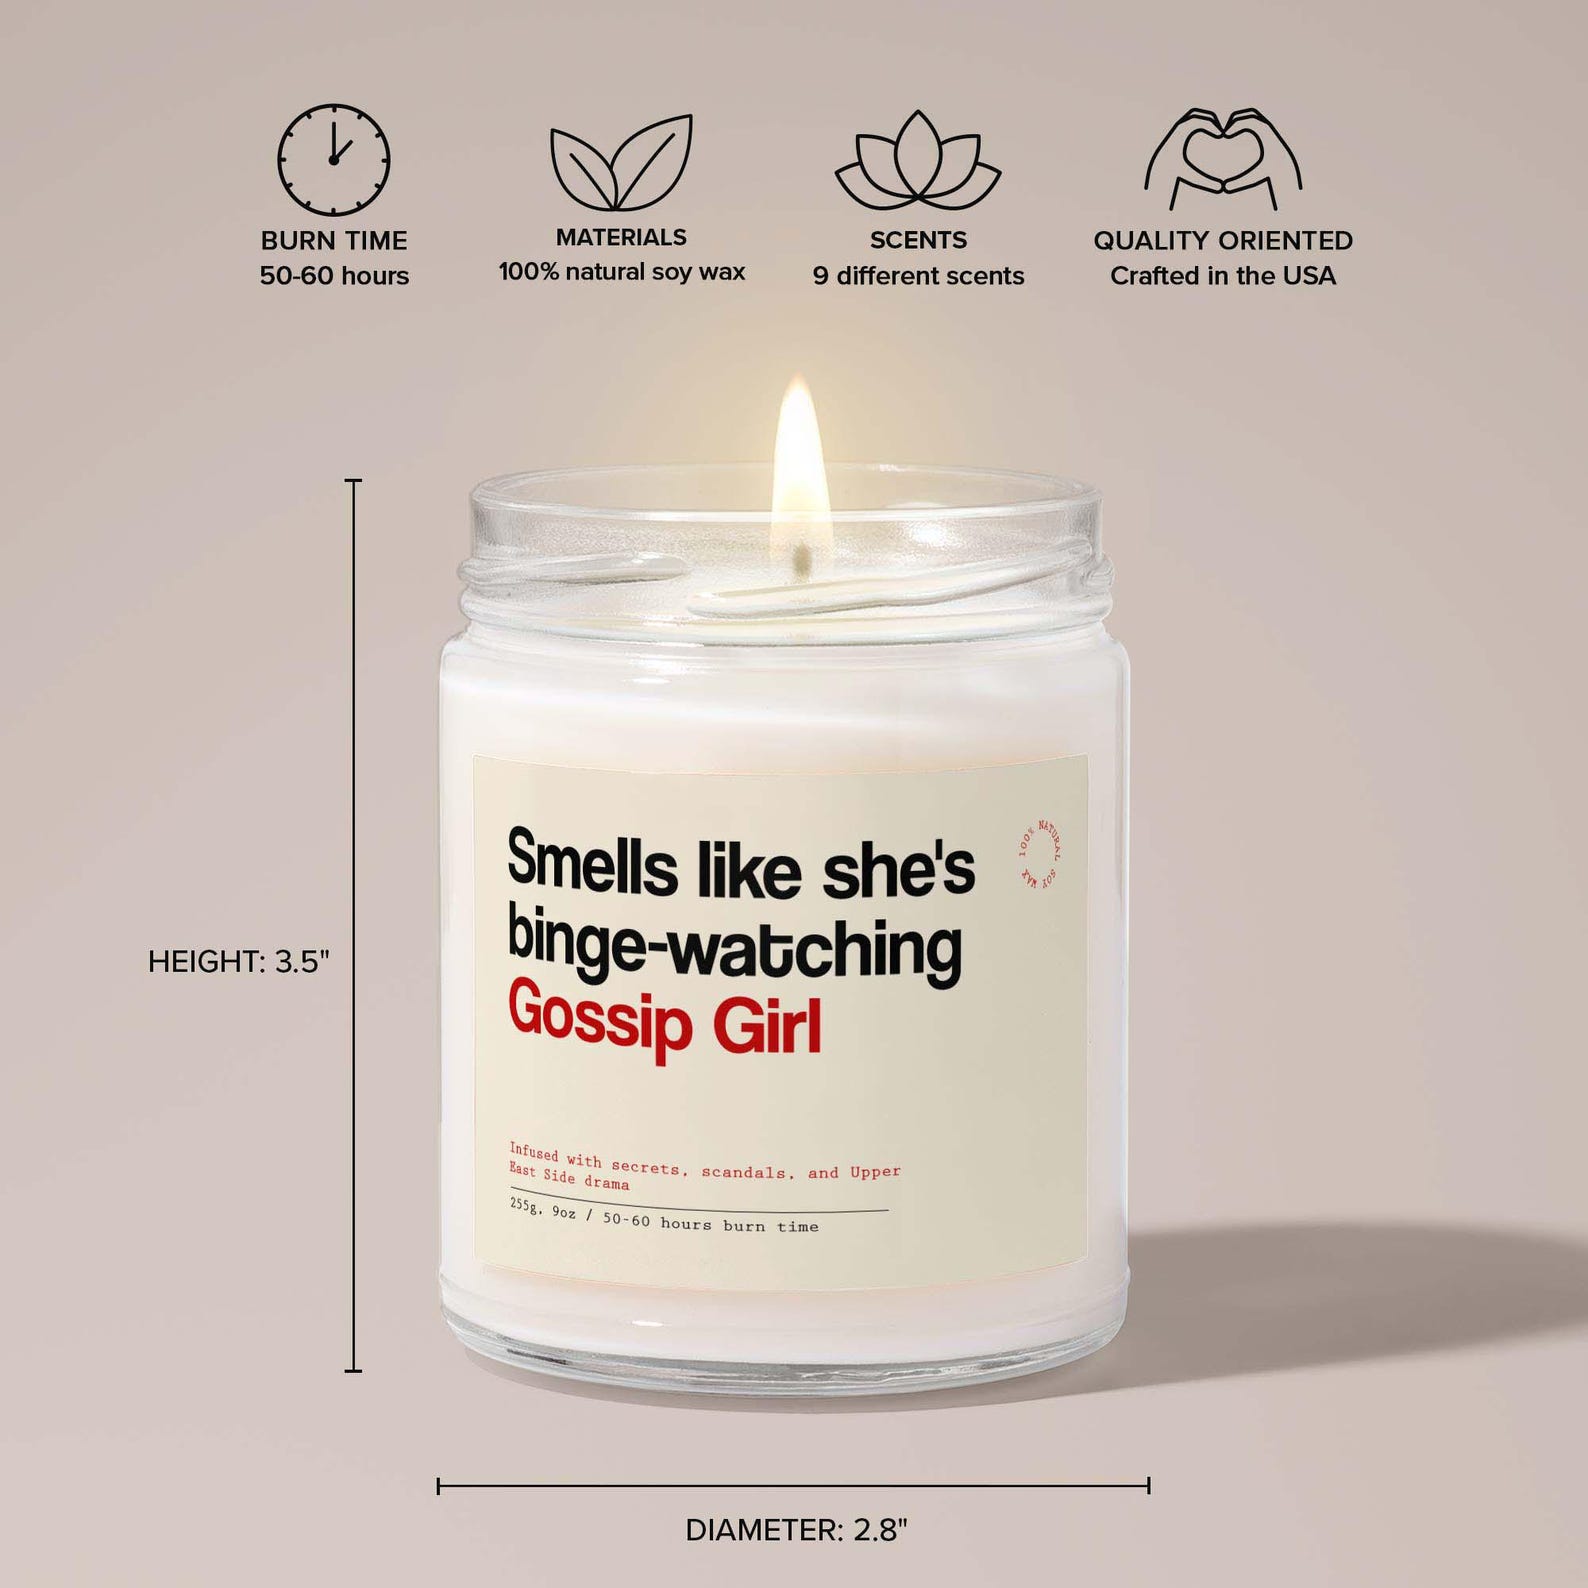 BURN TIME
50-60 hours
MATERIALS
100% natural soy wax
SCENTS
9 different scents
QUALITY ORIENTED
Crafted in the USA
HEIGHT: 3.5"
Smells like she's
binge-watching
Gossip Girl
100% NATURAL SOY WAX
Infused with secrets, scandals, and Upper
East Side drama
255g, 9oz / 50-60 hours burn time
DIAMETER: 2.8"